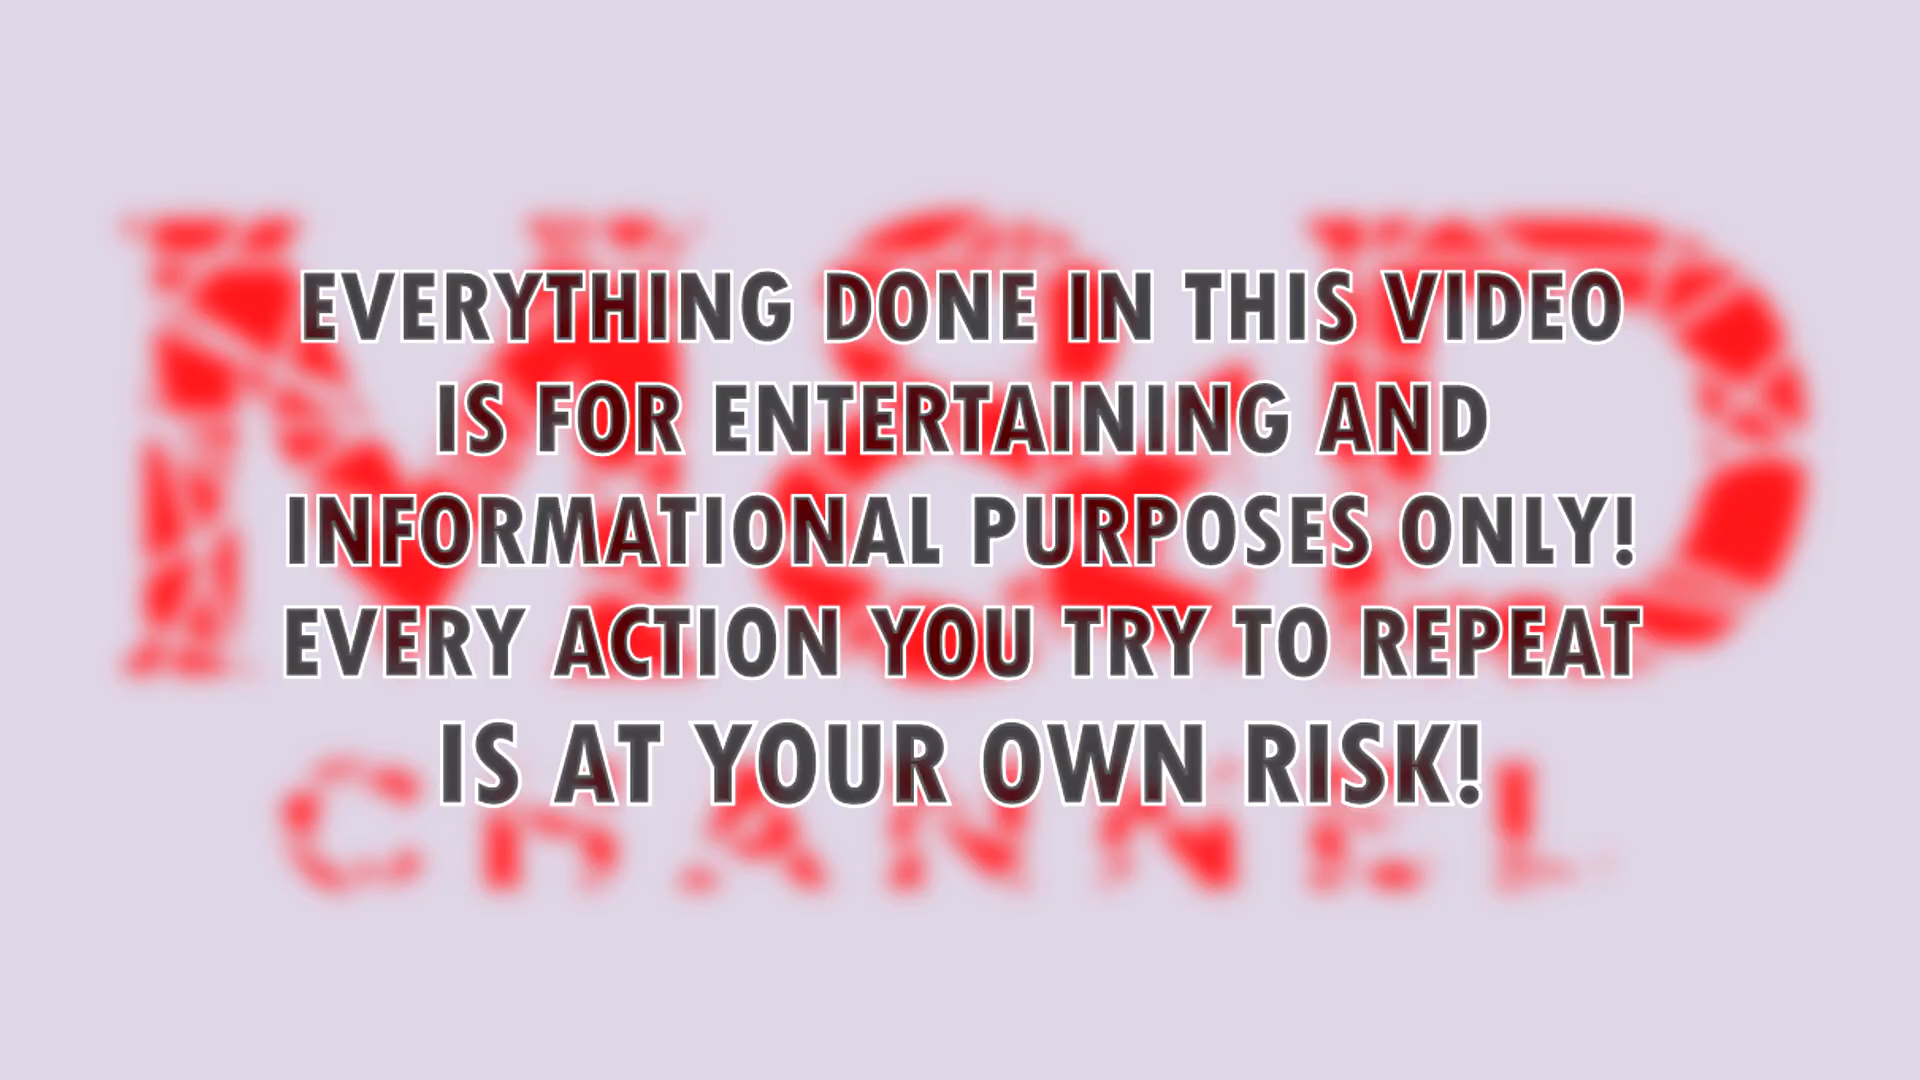 M&D
EVERYTHING DONE IN THIS VIDEO
IS FOR ENTERTAINING AND
INFORMATIONAL PURPOSES ONLY!
EVERY ACTION YOU TRY TO REPEAT
IS AT YOUR OWN RISK!
CHANNEL